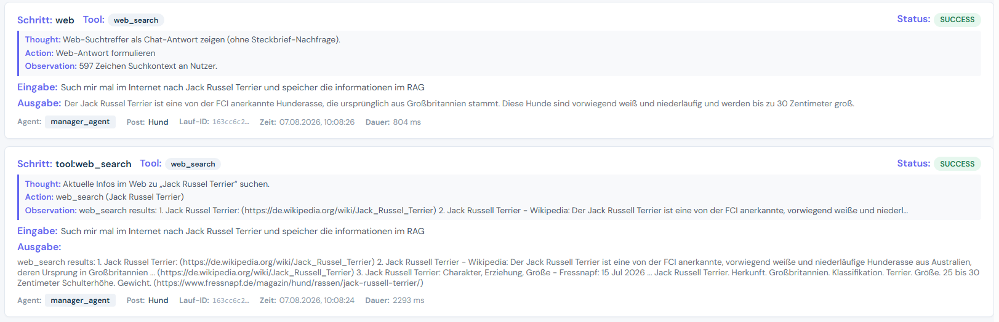 Schritt: web Tool: web_search Status: SUCCESS
Thought: Web-Suchtreffer als Chat-Antwort zeigen (ohne Steckbrief-Nachfrage).
Action: Web-Antwort formulieren
Observation: 597 Zeichen Suchkontext an Nutzer.
Eingabe: Such mir mal im Internet nach Jack Russel Terrier und speicher die informationen im RAG
Ausgabe: Der Jack Russel Terrier ist eine von der FCI anerkannte Hunderasse, die ursprünglich aus Großbritannien stammt. Diese Hunde sind vorwiegend weiß und niederläufig und werden bis zu 30 Zentimeter groß.
Agent: manager_agent Post: Hund Lauf-ID: 163cc6c2… Zeit: 07.08.2026, 10:08:26 Dauer: 804 ms
Schritt: tool:web_search Tool: web_search Status: SUCCESS
Thought: Aktuelle Infos im Web zu „Jack Russel Terrier“ suchen.
Action: web_search (Jack Russel Terrier)
Observation: web_search results: 1. Jack Russel Terrier: (https://de.wikipedia.org/wiki/Jack_Russel_Terrier) 2. Jack Russell Terrier - Wikipedia: Der Jack Russell Terrier ist eine von der FCI anerkannte, vorwiegend weiße und niederl…
Eingabe: Such mir mal im Internet nach Jack Russel Terrier und speicher die informationen im RAG
Ausgabe:
web_search results: 1. Jack Russel Terrier: (https://de.wikipedia.org/wiki/Jack_Russel_Terrier) 2. Jack Russell Terrier - Wikipedia: Der Jack Russell Terrier ist eine von der FCI anerkannte, vorwiegend weiße und niederläufige Hunderasse aus Australien,
deren Ursprung in Großbritannien ... (https://de.wikipedia.org/wiki/Jack_Russell_Terrier) 3. Jack Russell Terrier: Charakter, Erziehung, Größe - Fressnapf: 15 Jul 2026 ... Jack Russell Terrier. Herkunft. Großbritannien. Klassifikation. Terrier. Größe. 25 bis 30
Zentimeter Schulterhöhe. Gewicht. (https://www.fressnapf.de/magazin/hund/rassen/jack-russell-terrier/)
Agent: manager_agent Post: Hund Lauf-ID: 163cc6c2… Zeit: 07.08.2026, 10:08:24 Dauer: 2293 ms